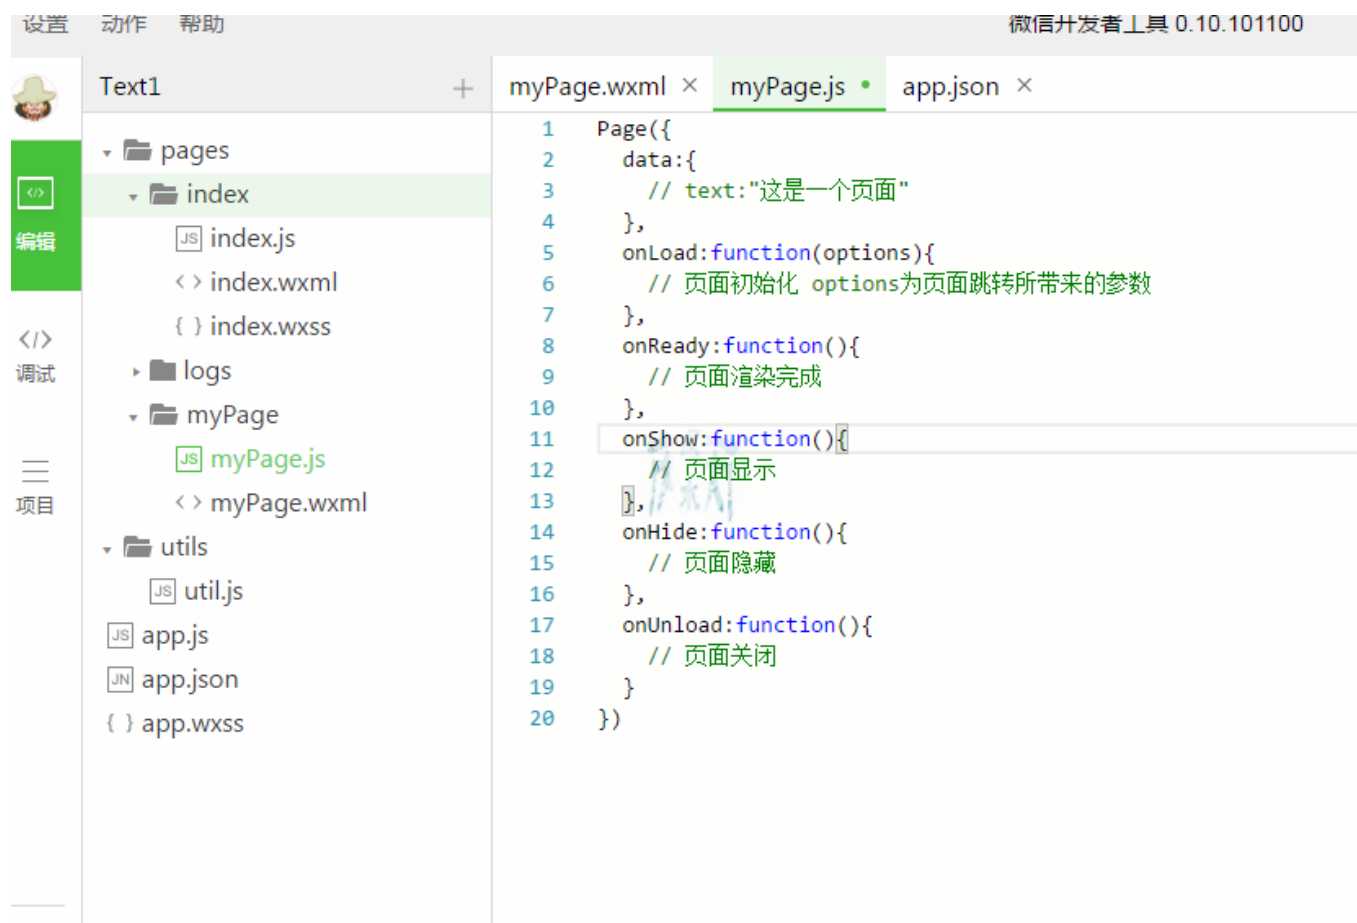 设置 动作 帮助 微信开发者工具 0.10.101100
Text1 + myPage.wxml × myPage.js • app.json ×
编辑
调试
项目
pages
index
JS index.js
<> index.wxml
{ } index.wxss
logs
myPage
JS myPage.js
<> myPage.wxml
utils
JS util.js
JS app.js
JN app.json
{ } app.wxss
1 Page({
2 data:{
3 // text:"这是一个页面"
4 },
5 onLoad:function(options){
6 // 页面初始化 options为页面跳转所带来的参数
7 },
8 onReady:function(){
9 // 页面渲染完成
10 },
11 onShow:function(){
12 // 页面显示
13 },
14 onHide:function(){
15 // 页面隐藏
16 },
17 onUnload:function(){
18 // 页面关闭
19 }
20 })